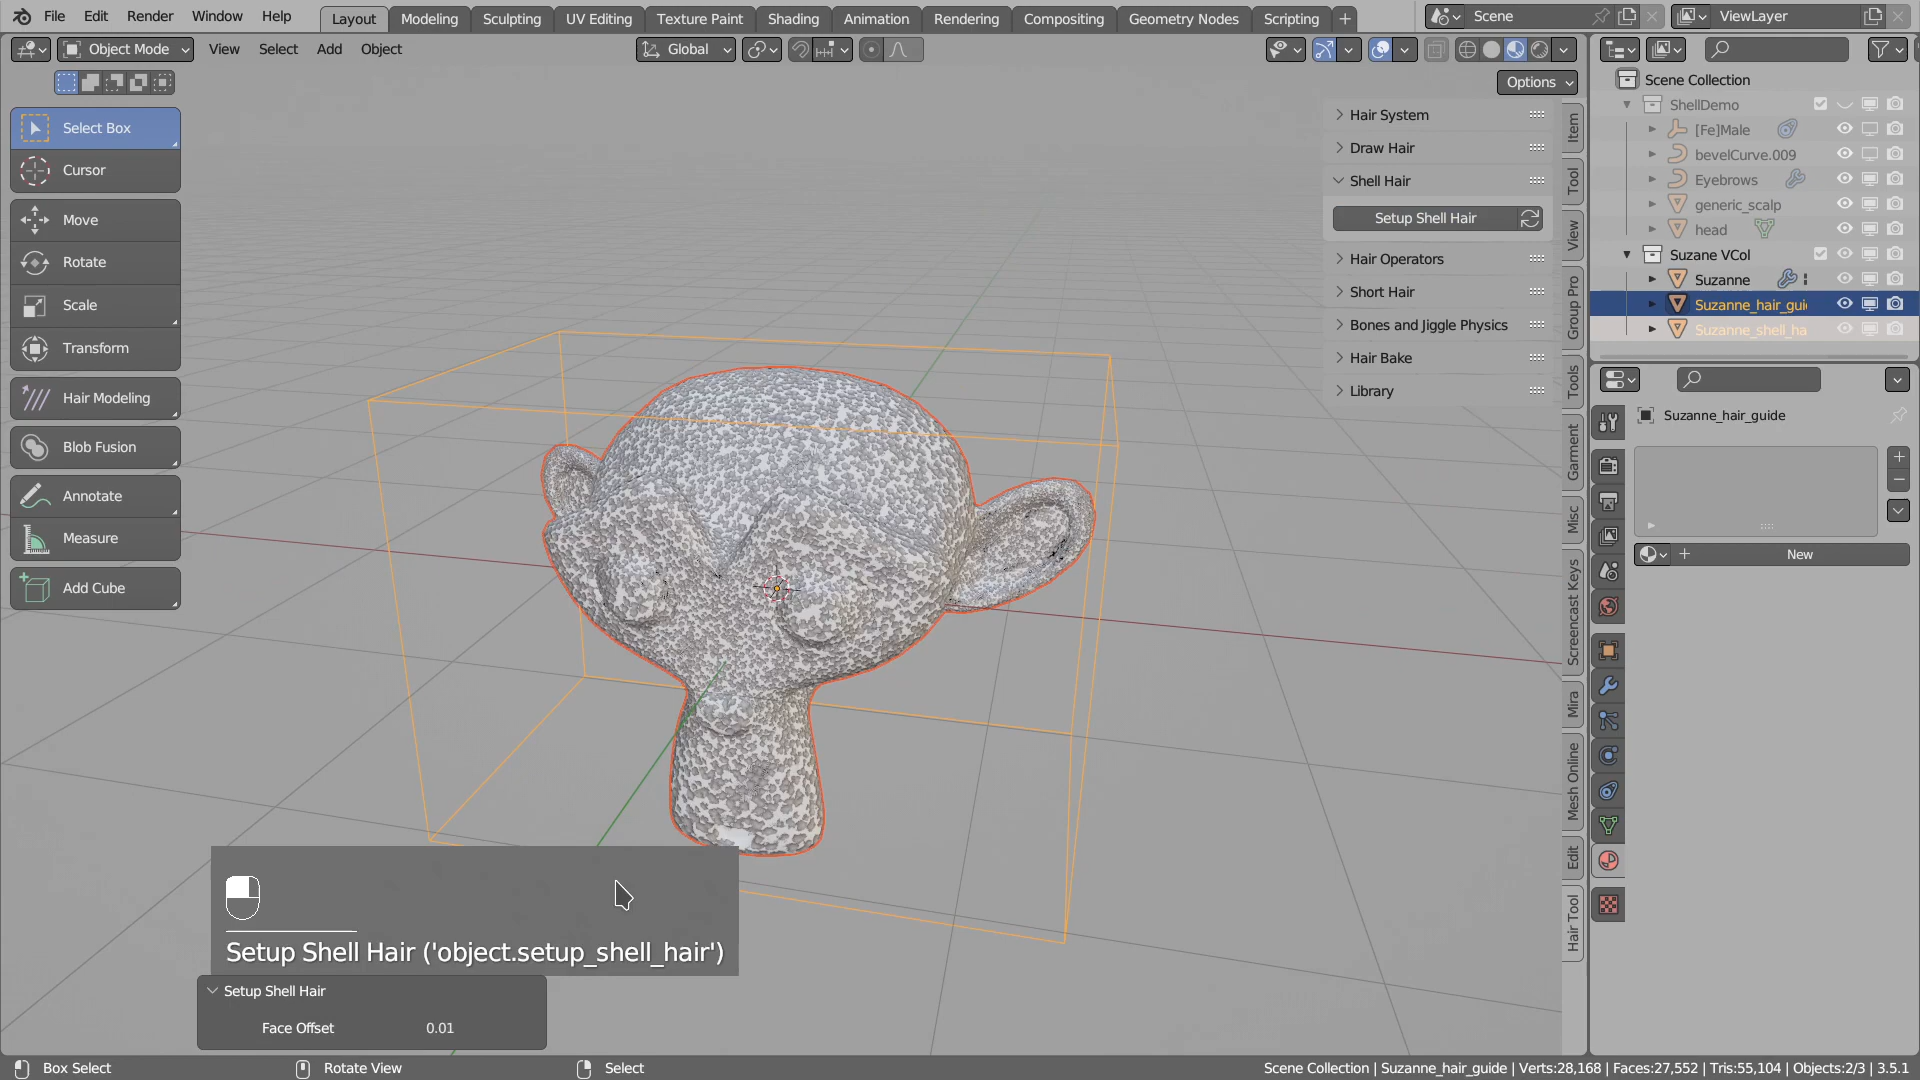 File Edit Render Window Help Layout Modeling Sculpting UV Editing Texture Paint Shading Animation Rendering Compositing Geometry Nodes Scripting + Scene ViewLayer
Object Mode View Select Add Object Global
Options
Select Box
Cursor
Move
Rotate
Scale
Transform
Hair Modeling
Blob Fusion
Annotate
Measure
Add Cube
Hair System
Draw Hair
Shell Hair
Setup Shell Hair
Hair Operators
Short Hair
Bones and Jiggle Physics
Hair Bake
Library
Item
Tool
View
Group Pro
Tools
Garment
Misc
Screencast Keys
Mira
Mesh Online
Edit
Hair Tool
Scene Collection
ShellDemo
[Fe]Male
bevelCurve.009
Eyebrows
generic_scalp
head
Suzane VCol
Suzanne
Suzanne_hair_gui
Suzanne_shell_ha
Suzanne_hair_guide
+ New
Setup Shell Hair ('object.setup_shell_hair')
Setup Shell Hair
Face Offset 0.01
Box Select Rotate View Select Scene Collection | Suzanne_hair_guide | Verts:28,168 | Faces:27,552 | Tris:55,104 | Objects:2/3 | 3.5.1